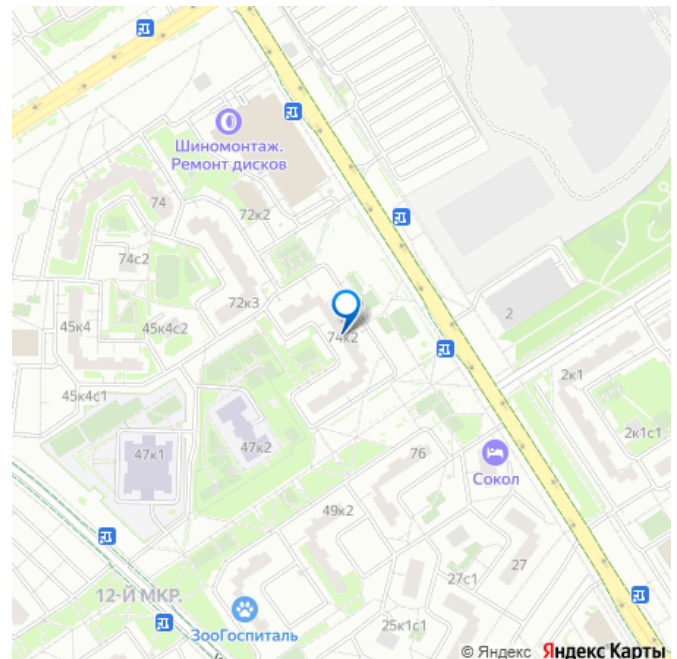 Шиномонтаж.
Ремонт дисков
74
72к2
74с2
72к3
45к4
45к4с2
2
74к2
45к4с1
2к1
47к1
47к2
76
2к1с1
Сокол
49к2
27
27с1
12-Й МКР.
ЗооГоспиталь
25к1с1
© Яндекс Яндекс Карты